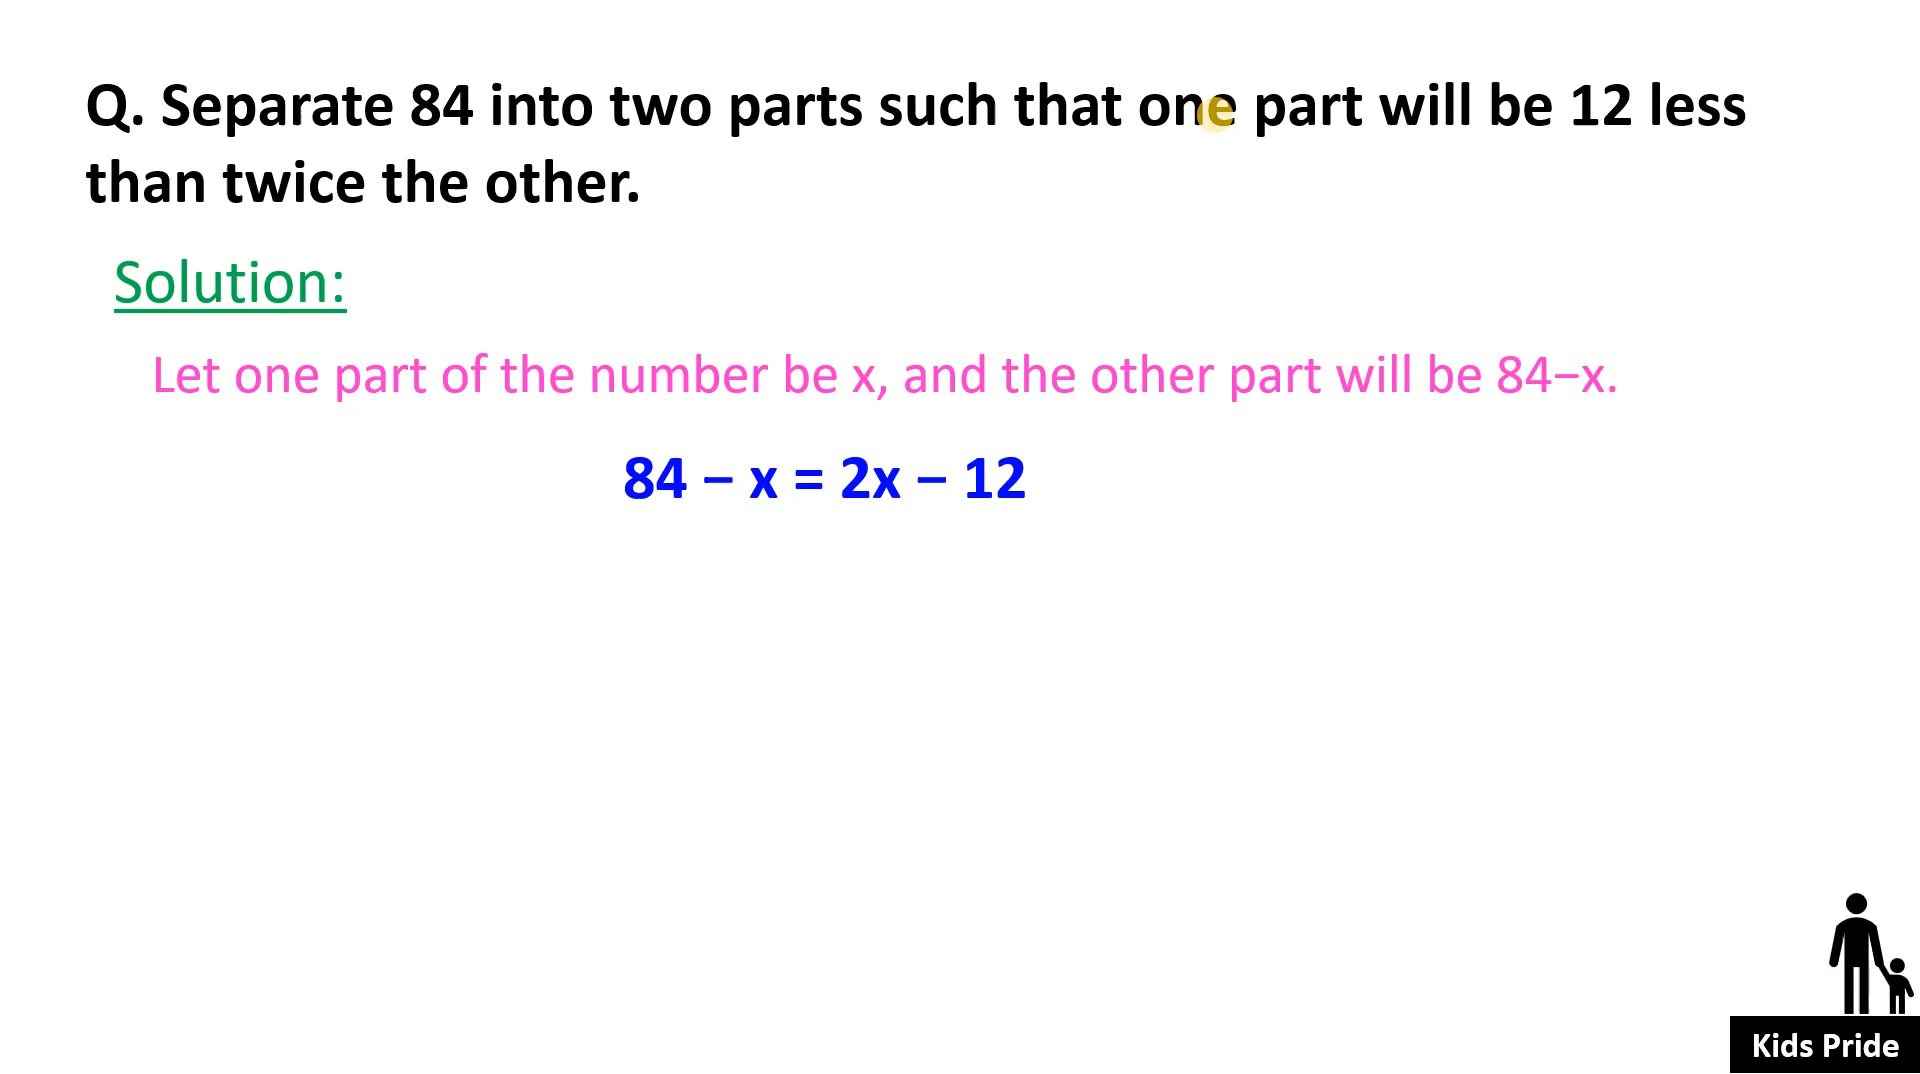 Q. Separate 84 into two parts such that one part will be 12 less
than twice the other.
Solution:
Let one part of the number be x, and the other part will be 84−x.
84 − x = 2x − 12
Kids Pride